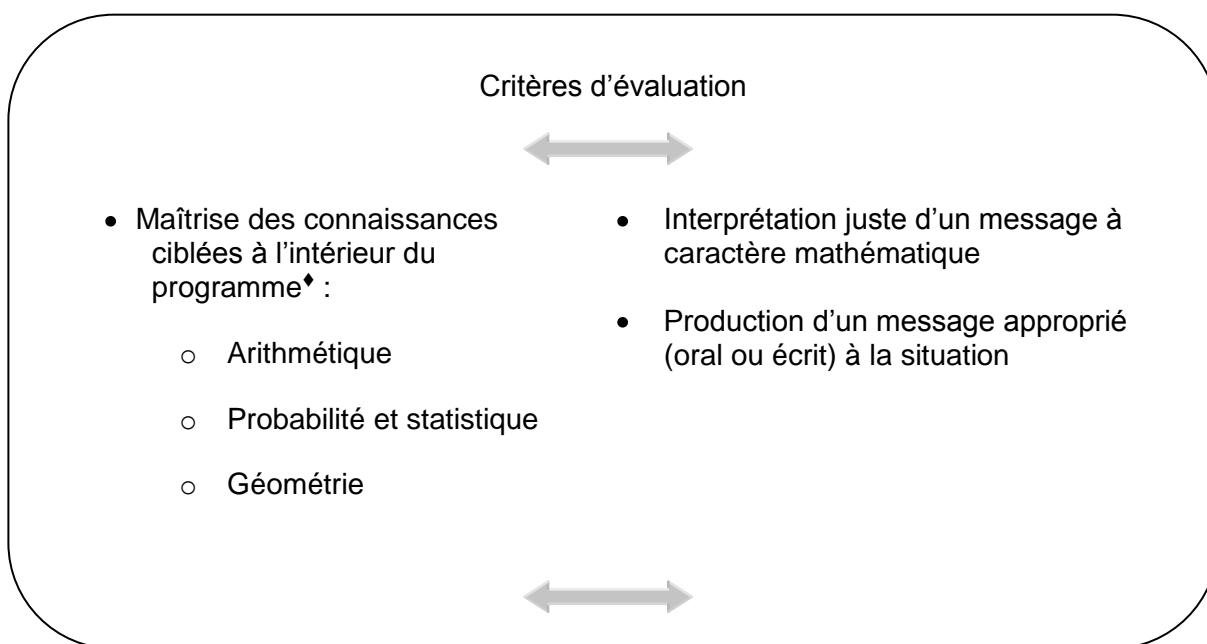 Critères d'évaluation
• Maîtrise des connaissances
ciblées à l'intérieur du
programme♦ :
o Arithmétique
o Probabilité et statistique
o Géométrie
• Interprétation juste d'un message à
caractère mathématique
• Production d'un message approprié
(oral ou écrit) à la situation